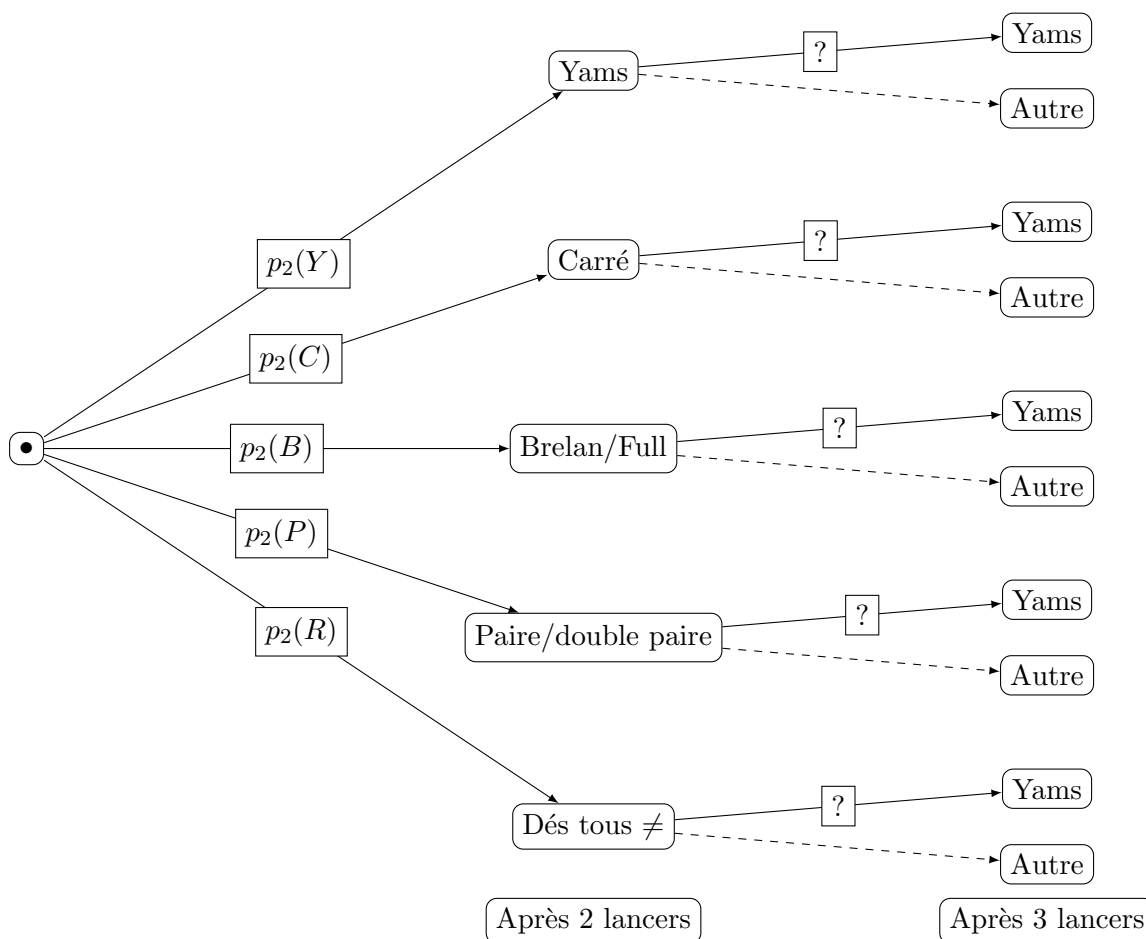 Yams
?
Yams
Autre
p₂(Y)
Carré
?
Yams
Autre
p₂(C)
•
p₂(B)
Brelan/Full
?
Yams
Autre
p₂(P)
Paire/double paire
?
Yams
Autre
p₂(R)
Dés tous ≠
?
Yams
Autre
Après 2 lancers
Après 3 lancers